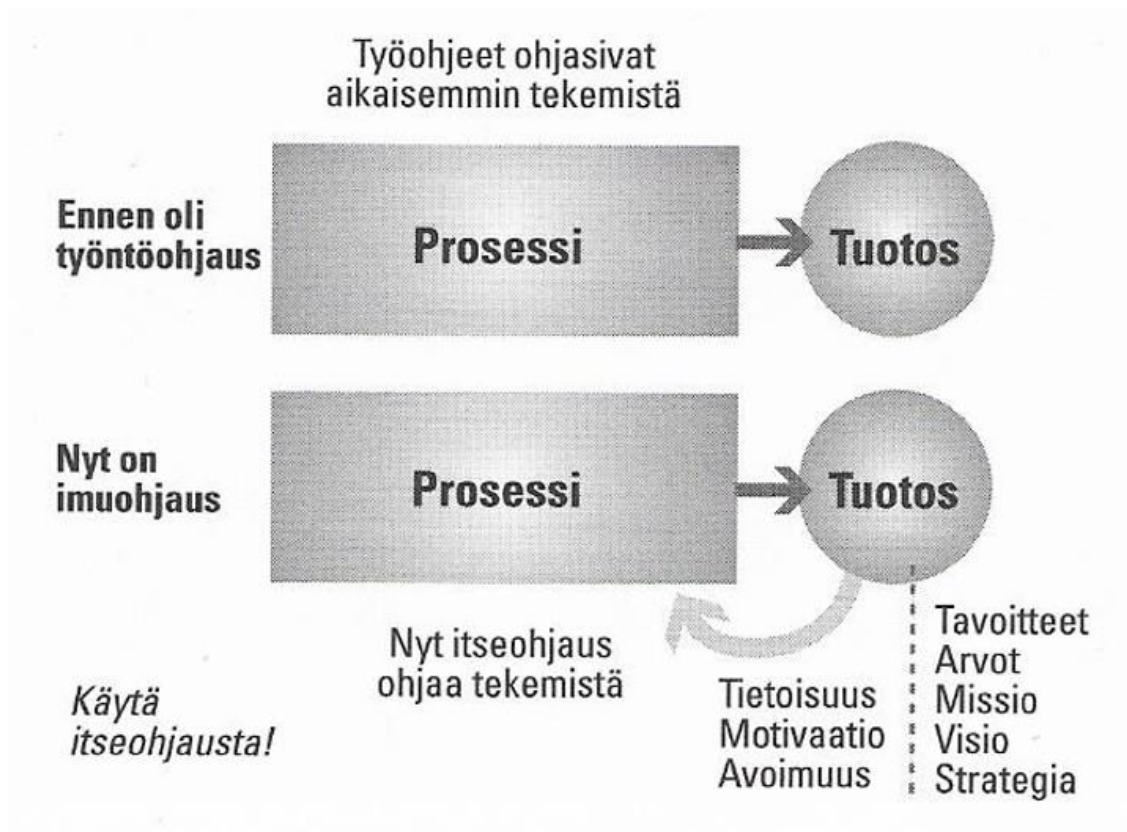 Työohjeet ohjasivat
aikaisemmin tekemistä
Ennen oli
työntöohjaus
Prosessi
Tuotos
Nyt on
imuohjaus
Prosessi
Tuotos
Nyt itseohjaus
ohjaa tekemistä
Käytä
itseohjausta!
Tietoisuus
Motivaatio
Avoimuus
Tavoitteet
Arvot
Missio
Visio
Strategia